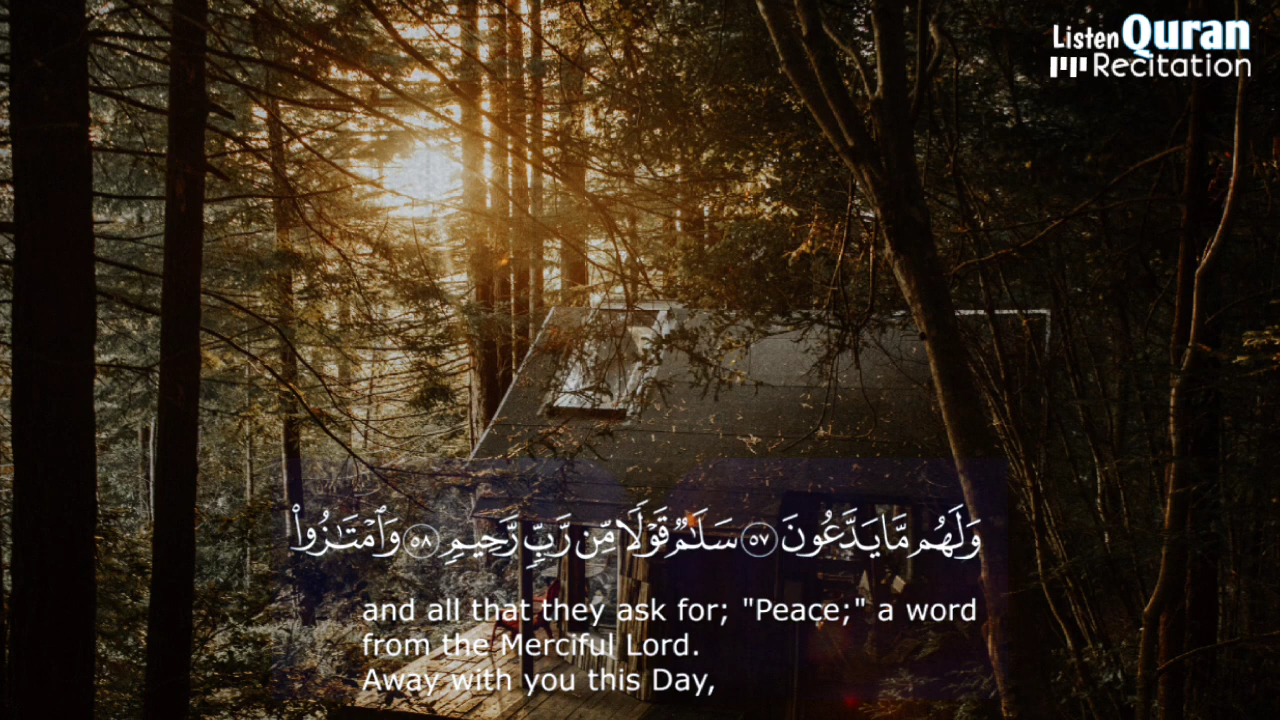 Listen Quran
Recitation
وَلَهُم مَّا يَدَّعُونَ ٥٧ سَلَـٰمٌ قَوْلًا مِّن رَّبٍّ رَّحِيمٍ ٥٨ وَٱمْتَـٰزُوا۟
and all that they ask for; "Peace;" a word
from the Merciful Lord.
Away with you this Day,